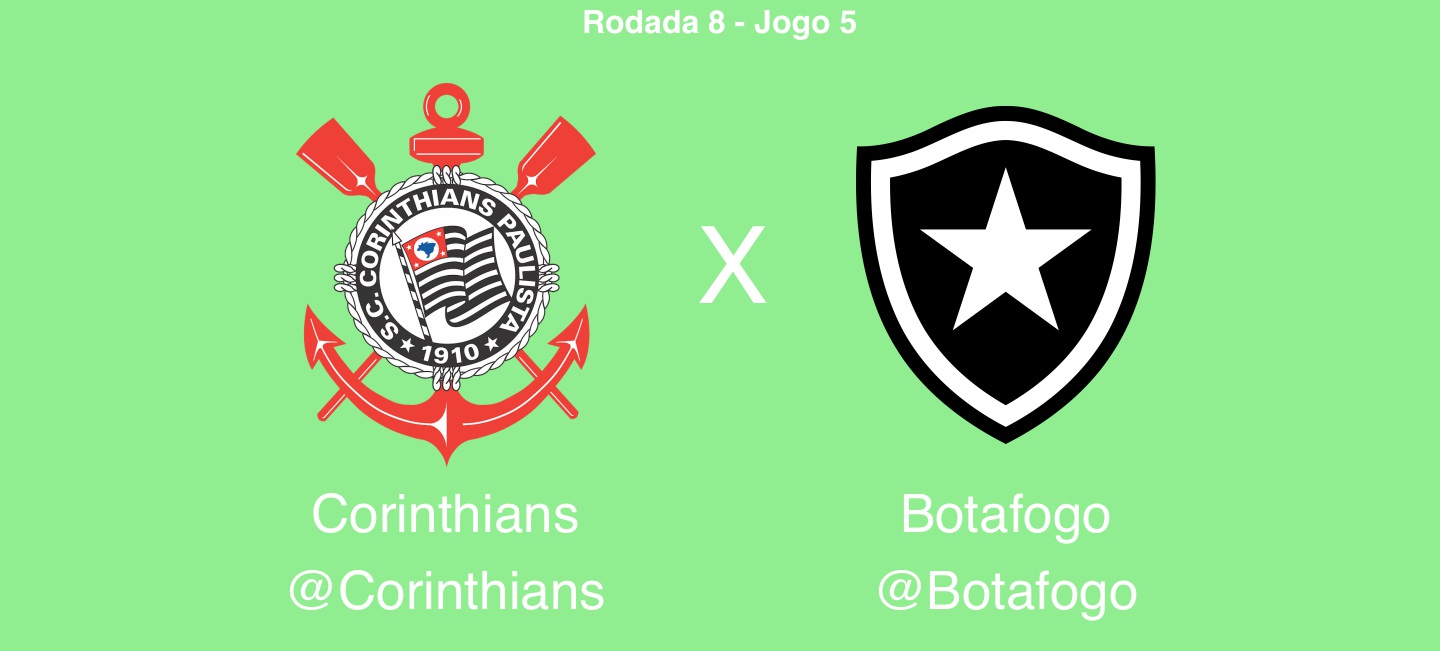 Rodada 8 - Jogo 5
S.C. CORINTHIANS PAULISTA
★ 1910 ★
X
Corinthians
Botafogo
@Corinthians
@Botafogo